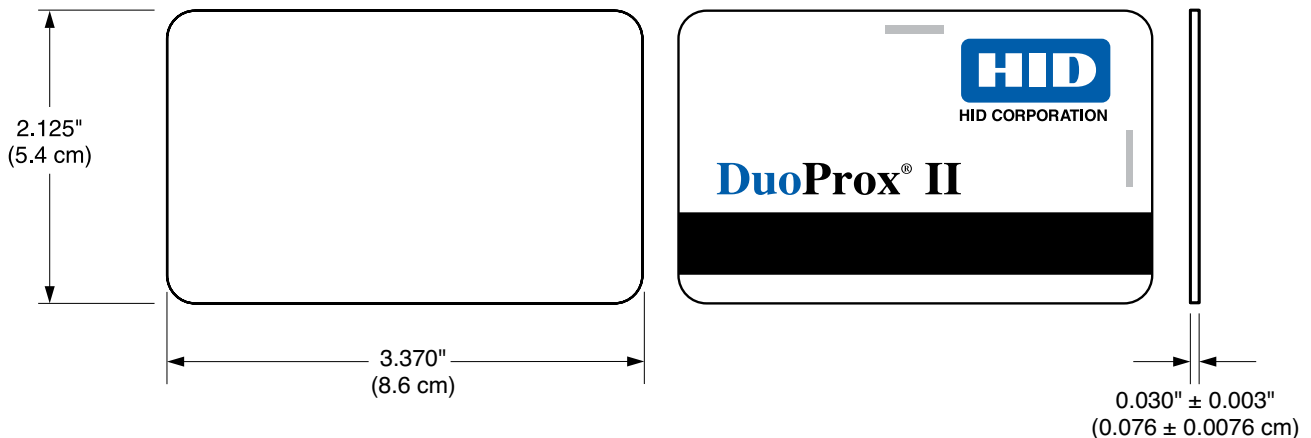 2.125"
(5.4 cm)
3.370"
(8.6 cm)
HID
HID CORPORATION
DuoProx® II
0.030" ± 0.003"
(0.076 ± 0.0076 cm)